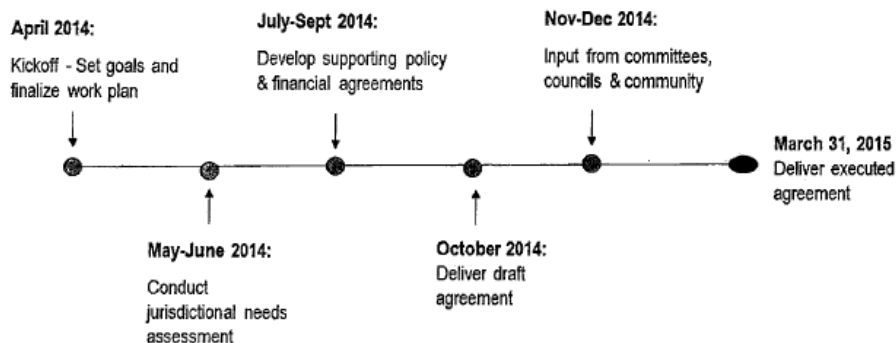 April 2014:
Kickoff - Set goals and
finalize work plan
May-June 2014:
Conduct
jurisdictional needs
assessment
July-Sept 2014:
Develop supporting policy
& financial agreements
October 2014:
Deliver draft
agreement
Nov-Dec 2014:
Input from committees,
councils & community
March 31, 2015
Deliver executed
agreement